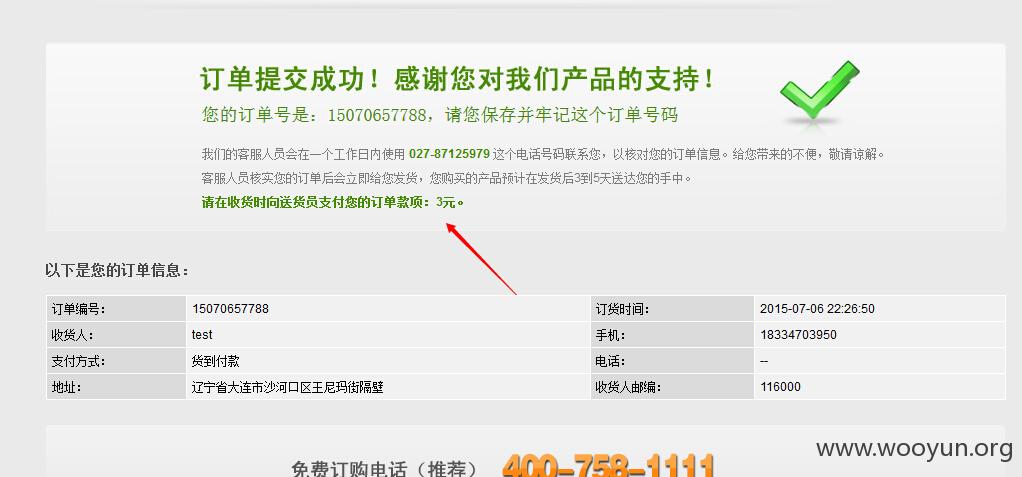 订单提交成功！感谢您对我们产品的支持！
您的订单号是：15070657788，请您保存并牢记这个订单号码
我们的客服人员会在一个工作日内使用 027-87125979 这个电话号码联系您，以核对您的订单信息。给您带来的不便，敬请谅解。
客服人员核实您的订单后会立即给您发货，您购买的产品预计在发货后3到5天送达您的手中。
请在收货时向送货员支付您的订单款项：3元。
以下是您的订单信息：
订单编号： 15070657788 订货时间： 2015-07-06 22:26:50
收货人： test 手机： 18334703950
支付方式： 货到付款 电话： --
地址： 辽宁省大连市沙河口区王尼玛街隔壁 收货人邮编： 116000
www.wooyun.org
免费订购电话（推荐） 400-758-1111